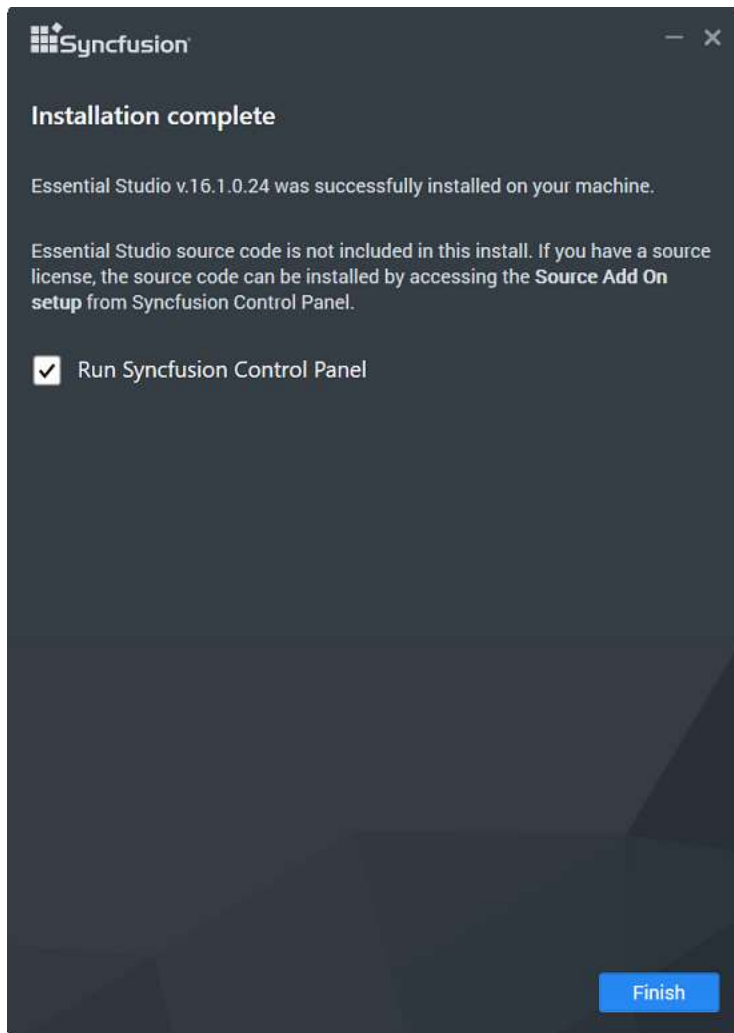 Syncfusion
Installation complete
Essential Studio v.16.1.0.24 was successfully installed on your machine.
Essential Studio source code is not included in this install. If you have a source
license, the source code can be installed by accessing the Source Add On
setup from Syncfusion Control Panel.
Run Syncfusion Control Panel
Finish